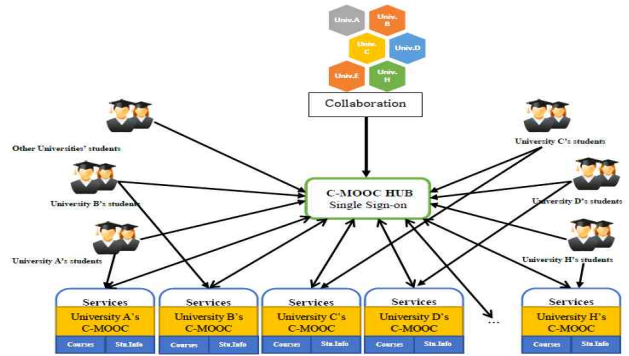 Univ.A
Univ.
B
Univ.
C
Univ.D
Univ.E
Univ.
H
Collaboration
Other Universities' students
University C's students
C-MOOC HUB
Single Sign-on
University B's students
University D's students
University A's students
University H's students
...
Services
University A's
C-MOOC
Courses
Stu.Info
Services
University B's
C-MOOC
Courses
Stu.Info
Services
University C's
C-MOOC
Courses
Stu.Info
Services
University D's
C-MOOC
Courses
Stu.Info
Services
University H's
C-MOOC
Courses
Stu.Info